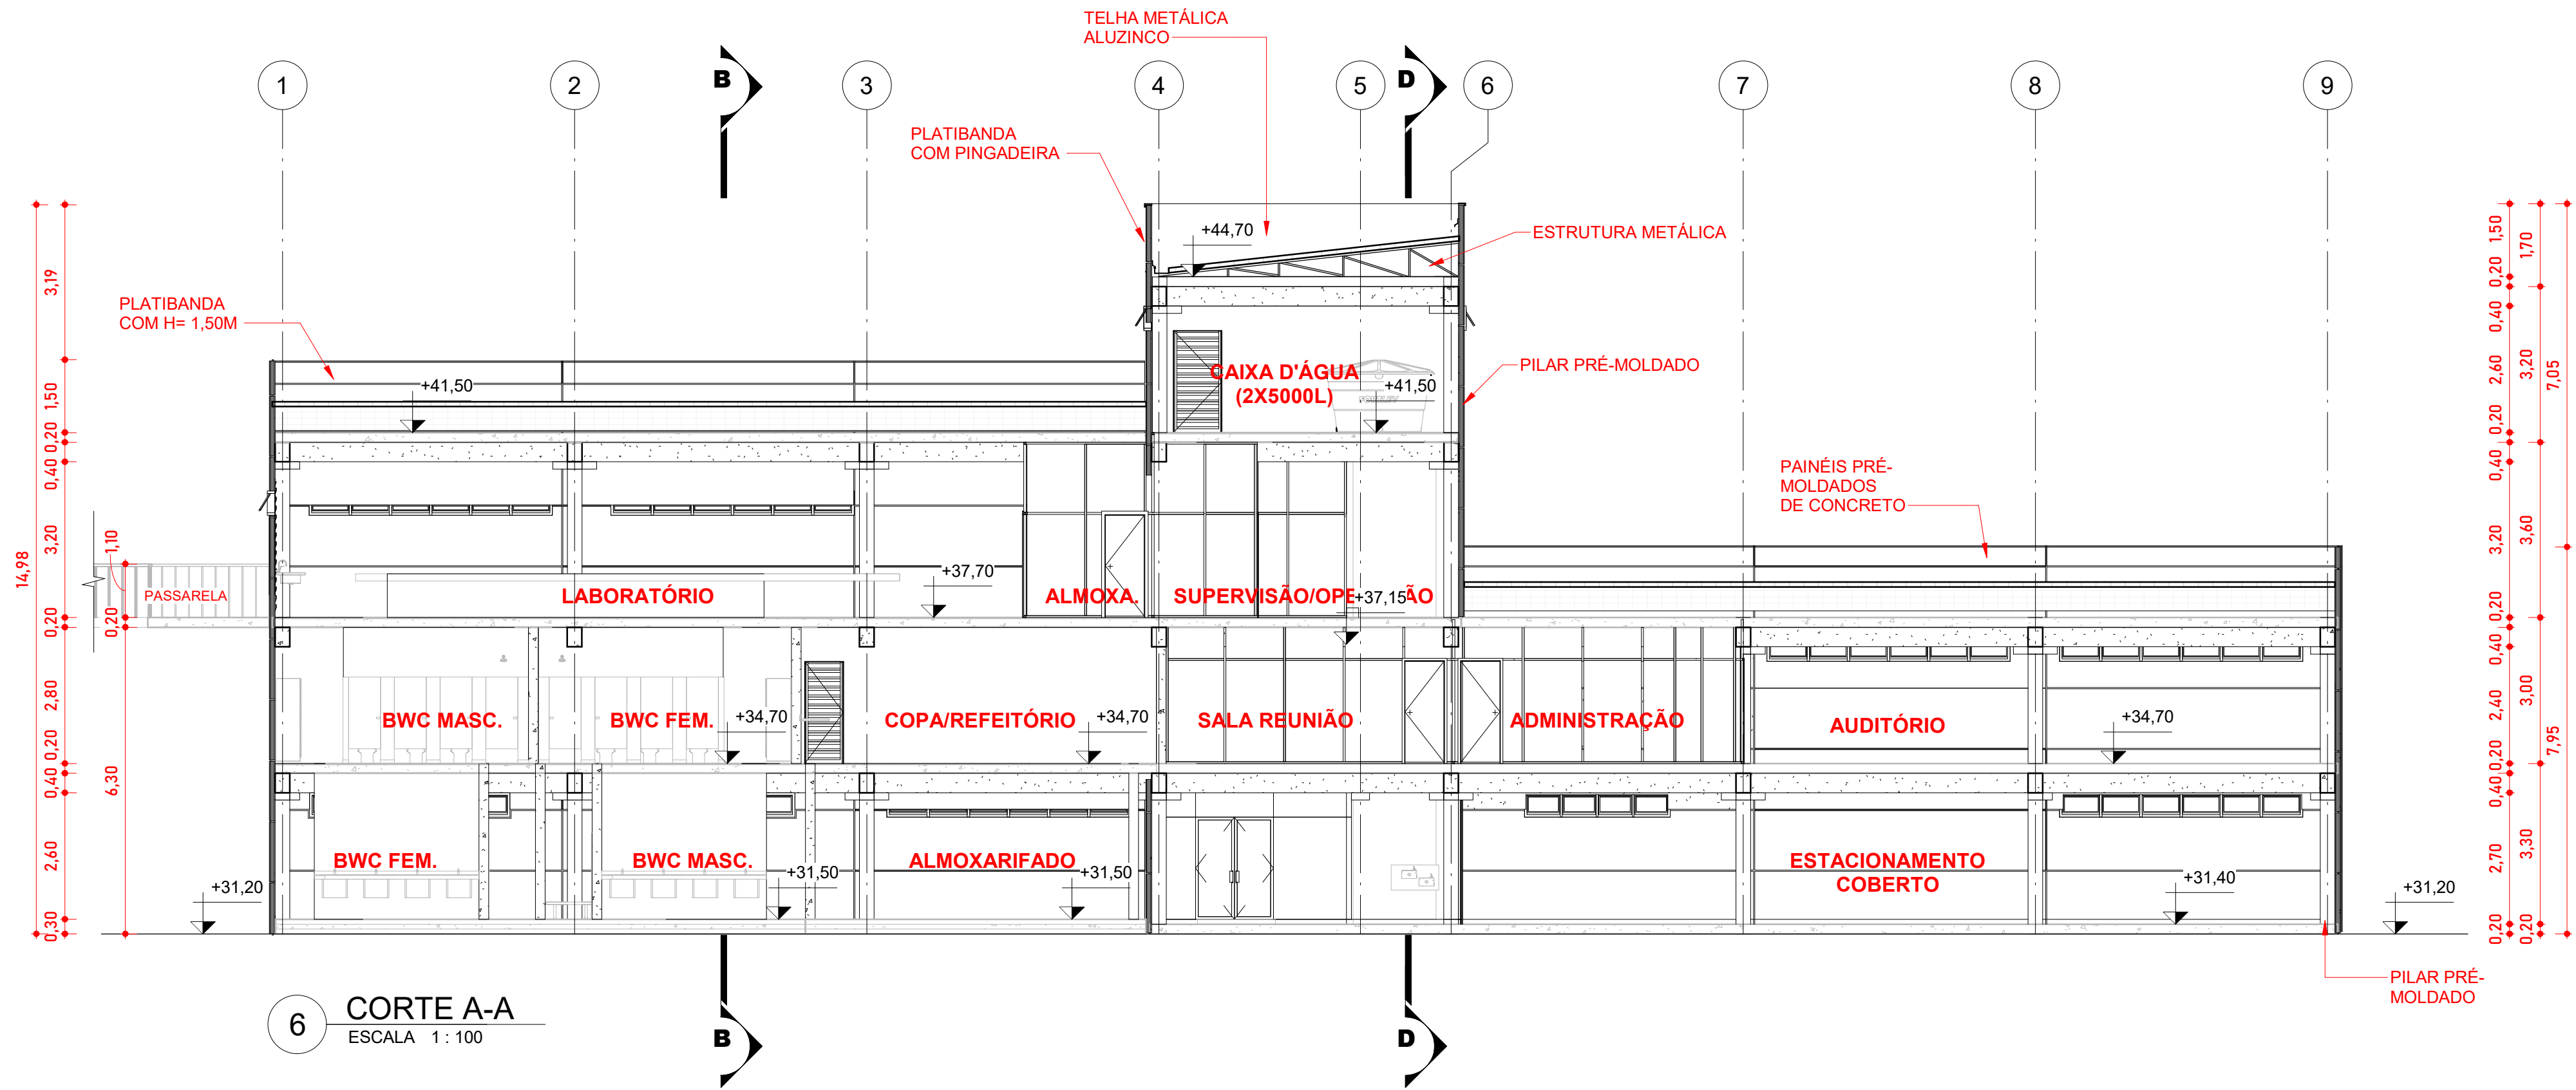 TELHA METÁLICA
ALUZINCO
1
2
B
3
4
5
D
6
7
8
9
PLATIBANDA
COM PINGADEIRA
+44,70
ESTRUTURA METÁLICA
PLATIBANDA
COM H= 1,50M
+41,50
CAIXA D'ÁGUA
(2X5000L)
+41,50
PILAR PRÉ-MOLDADO
PAINÉIS PRÉ-
MOLDADOS
DE CONCRETO
14,98
3,19
1,50
0,20
0,40
3,20
0,20
2,80
0,20
0,40
2,60
0,30
1,10
0,20
6,30
PASSARELA
LABORATÓRIO
+37,70
ALMOXA.
SUPERVISÃO/OPE
ÃO
+37,15
BWC MASC.
BWC FEM.
+34,70
COPA/REFEITÓRIO
+34,70
SALA REUNIÃO
ADMINISTRAÇÃO
AUDITÓRIO
+34,70
BWC FEM.
BWC MASC.
ALMOXARIFADO
ESTACIONAMENTO
COBERTO
+31,20
+31,50
+31,50
+31,40
+31,20
1,50
0,20
0,40
2,60
0,20
0,40
3,20
0,20
0,40
2,40
0,20
0,40
2,70
0,20
1,70
3,20
3,60
3,00
3,30
0,20
7,05
7,95
PILAR PRÉ-
MOLDADO
6
CORTE A-A
ESCALA 1 : 100
B
D